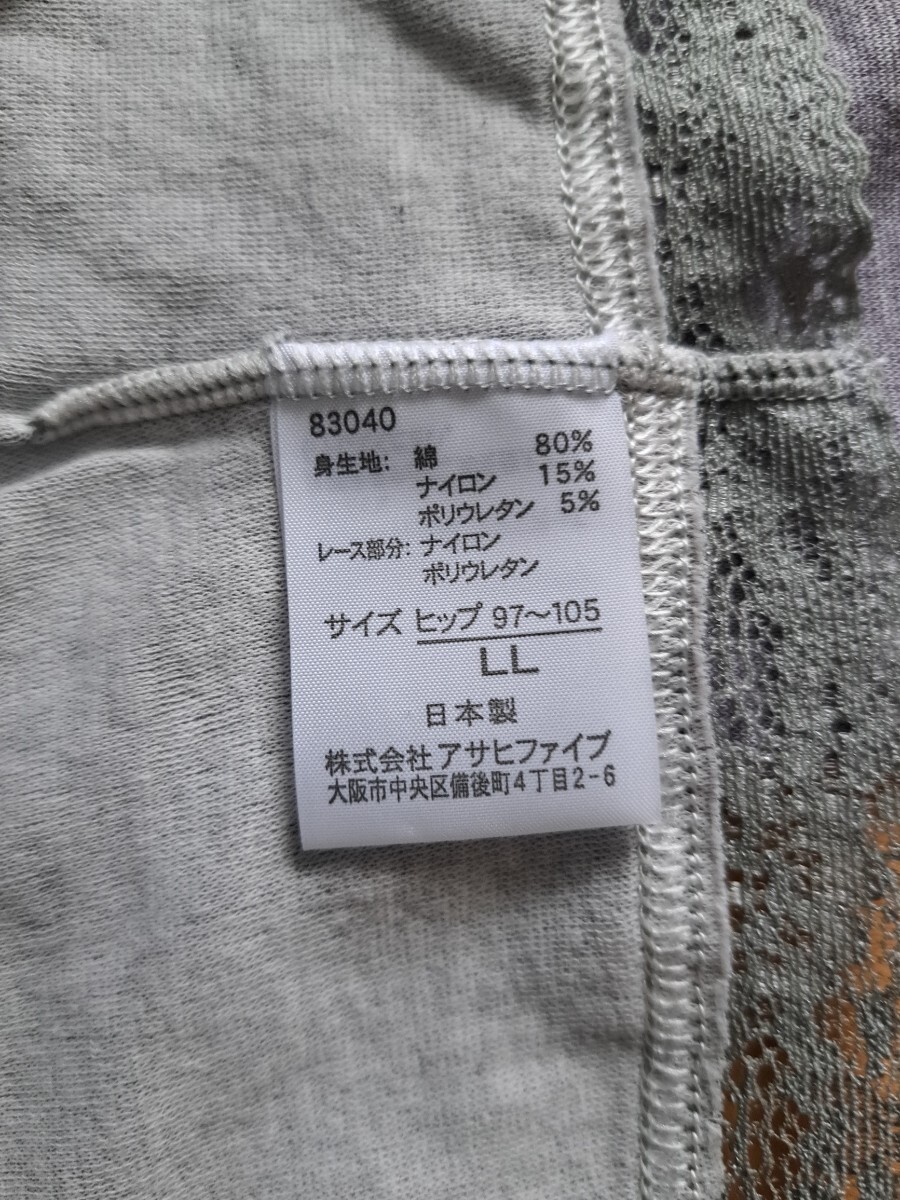 83040
身生地: 綿 80%
ナイロン 15%
ポリウレタン 5%
レース部分: ナイロン
ポリウレタン
サイズ ヒップ 97〜105
LL
日本製
株式会社 アサヒファイブ
大阪市中央区備後町4丁目2-6